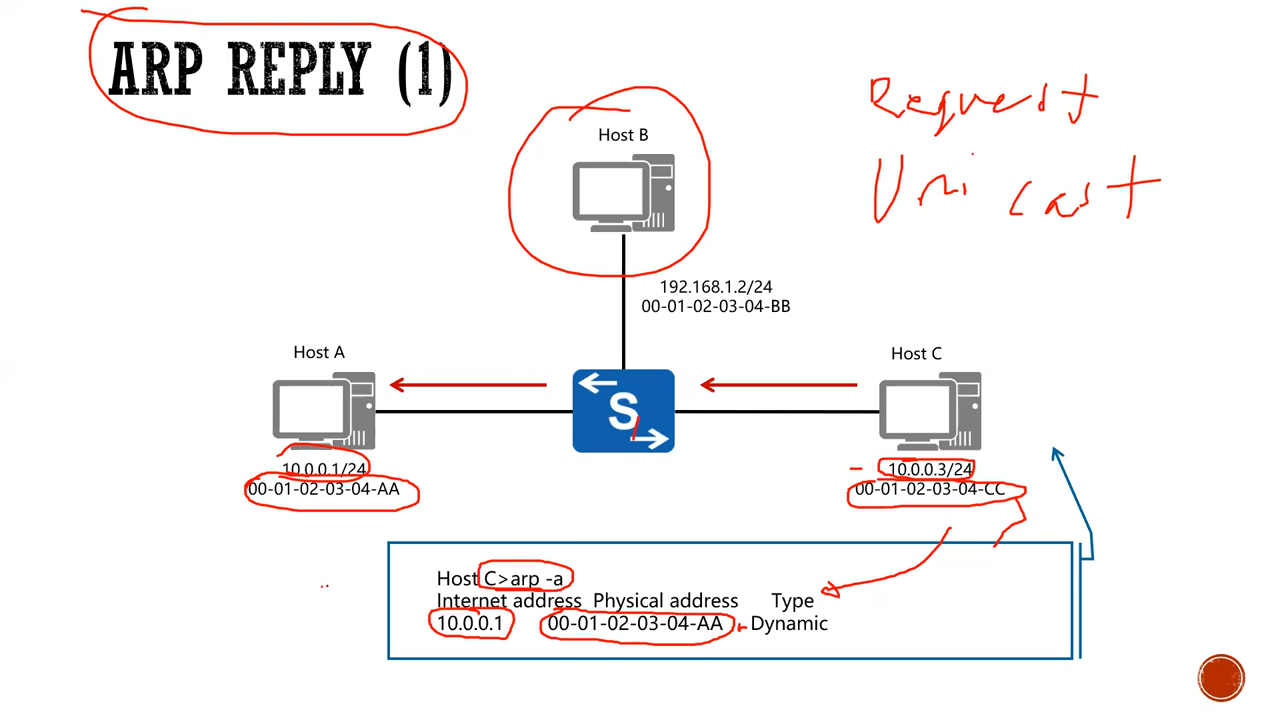 ARP REPLY (1)
Request
Unicast
Host B
192.168.1.2/24
00-01-02-03-04-BB
Host A
Host C
S
10.0.0.1/24
00-01-02-03-04-AA
10.0.0.3/24
00-01-02-03-04-CC
Host C>arp -a
Internet address Physical address Type
10.0.0.1 00-01-02-03-04-AA Dynamic